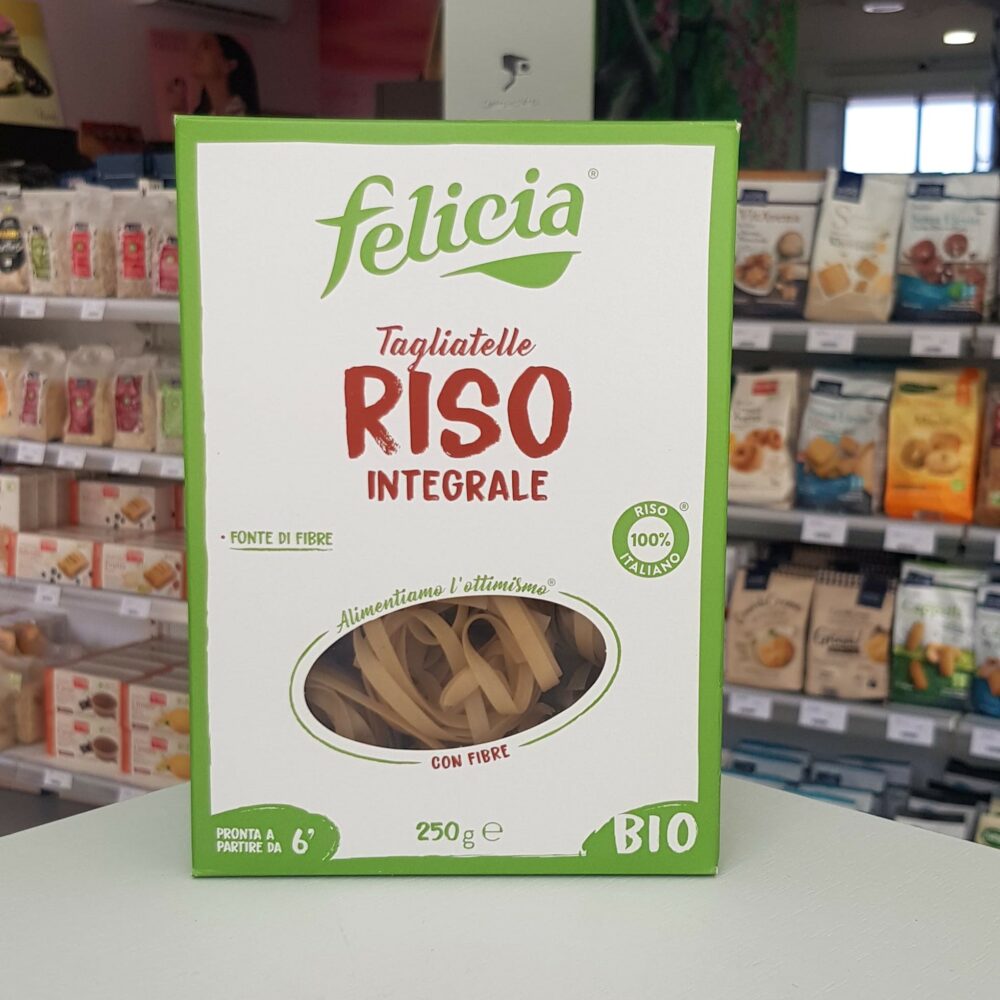 felicia®
Tagliatelle
RISO
INTEGRALE
• FONTE DI FIBRE
RISO ®
100%
ITALIANO
Alimentiamo l'ottimismo®
CON FIBRE
PRONTA A
PARTIRE DA 6'
250g ℮
BIO